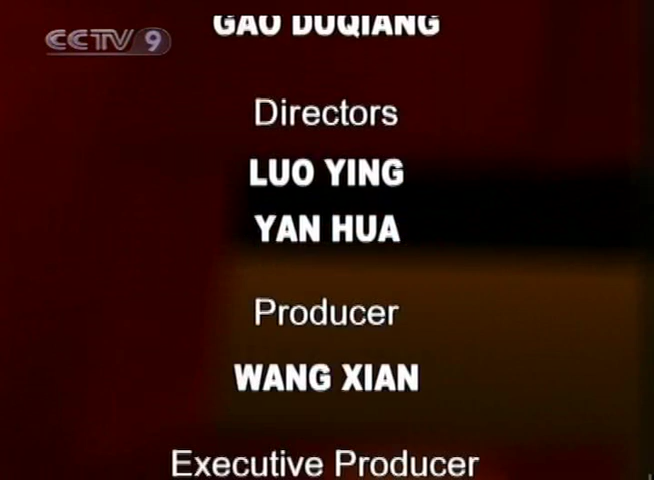 GAO DUQIANG
CCTV 9
Directors
LUO YING
YAN HUA
Producer
WANG XIAN
Executive Producer